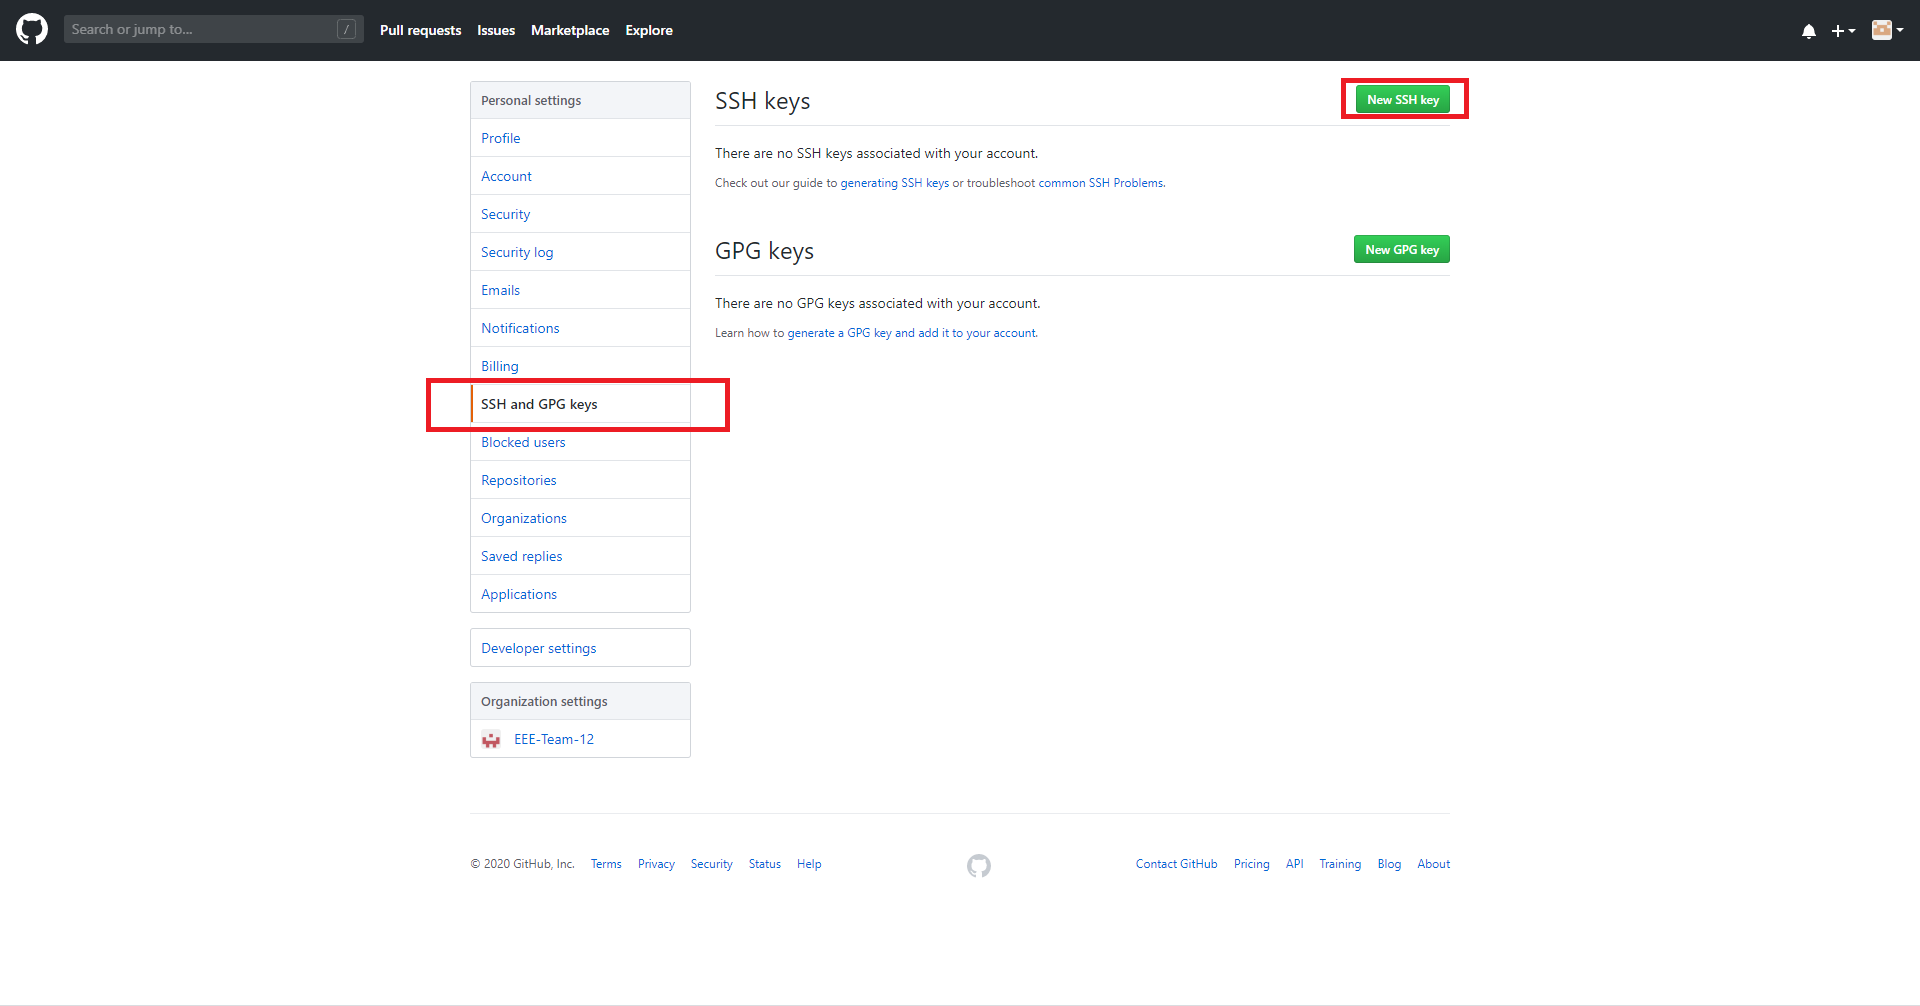 Search or jump to... /
Pull requests Issues Marketplace Explore
Personal settings
Profile
Account
Security
Security log
Emails
Notifications
Billing
SSH and GPG keys
Blocked users
Repositories
Organizations
Saved replies
Applications
Developer settings
Organization settings
EEE-Team-12
SSH keys
New SSH key
There are no SSH keys associated with your account.
Check out our guide to generating SSH keys or troubleshoot common SSH Problems.
GPG keys
New GPG key
There are no GPG keys associated with your account.
Learn how to generate a GPG key and add it to your account.
© 2020 GitHub, Inc. Terms Privacy Security Status Help
Contact GitHub Pricing API Training Blog About